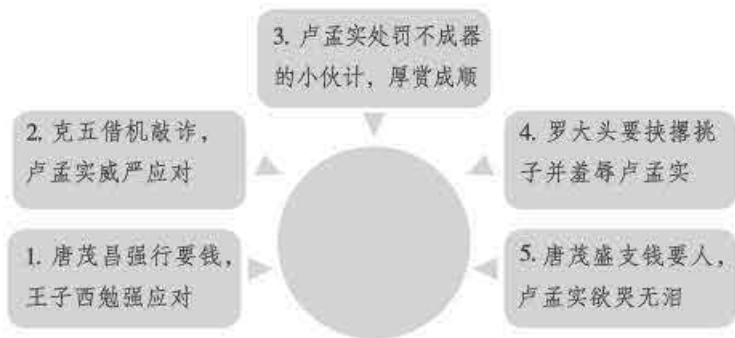 3. 卢孟实处罚不成器
的小伙计，厚赏成顺
2. 克五借机敲诈，
卢孟实威严应对
4. 罗大头要挟撂挑
子并羞辱卢孟实
1. 唐茂昌强行要钱，
王子西勉强应对
5. 唐茂盛支钱要人，
卢孟实欲哭无泪